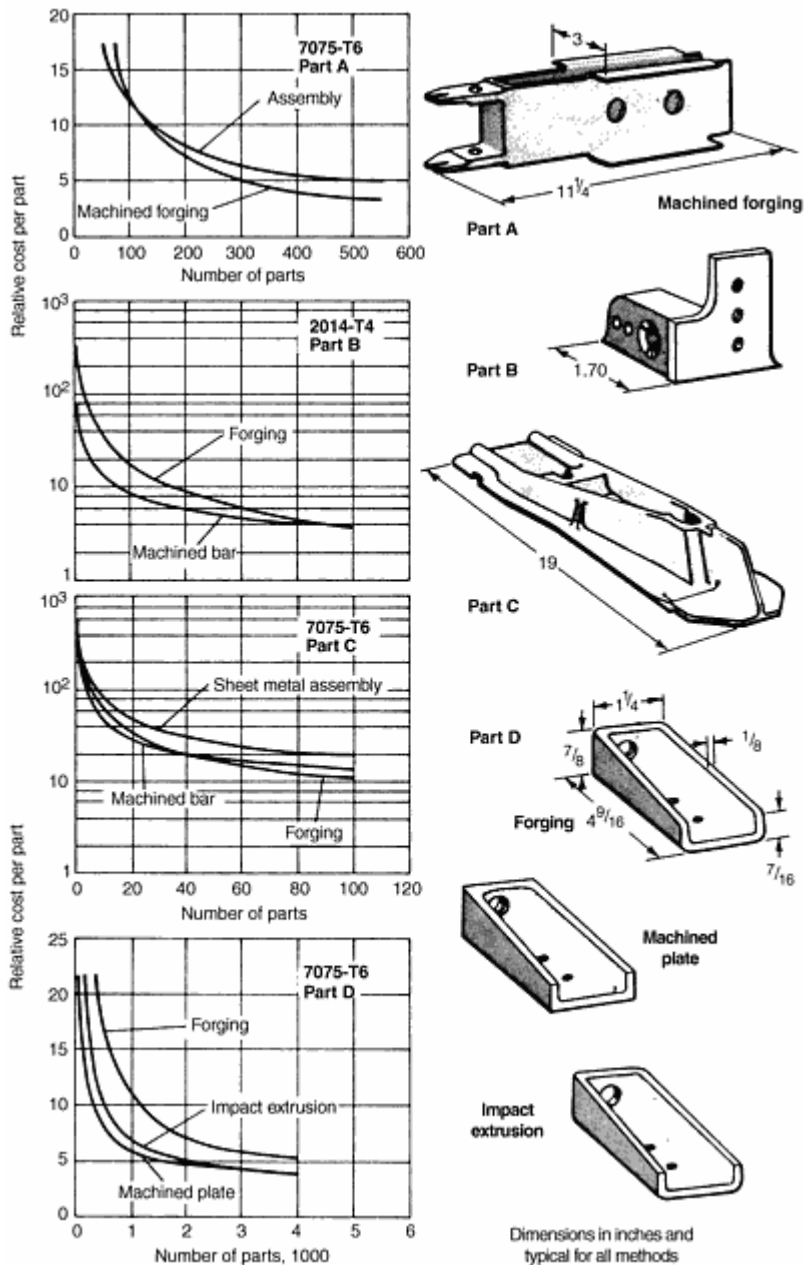 Relative cost per part
20
15
10
5
0
7075-T6
Part A
Assembly
Machined forging
0 100 200 300 400 500 600
Number of parts
3
11 1/4
Machined forging
Part A
10³
10²
10
1
2014-T4
Part B
Forging
Machined bar
Part B
1.70
10³
10²
10
1
7075-T6
Part C
Sheet metal assembly
Machined bar
Forging
0 20 40 60 80 100 120
Number of parts
19
Part C
Relative cost per part
25
20
15
10
5
0
7075-T6
Part D
Forging
Impact extrusion
Machined plate
0 1 2 3 4 5 6
Number of parts, 1000
Part D
1 1/4
7/8
1/8
Forging
4 9/16
7/16
Machined
plate
Impact
extrusion
Dimensions in inches and
typical for all methods